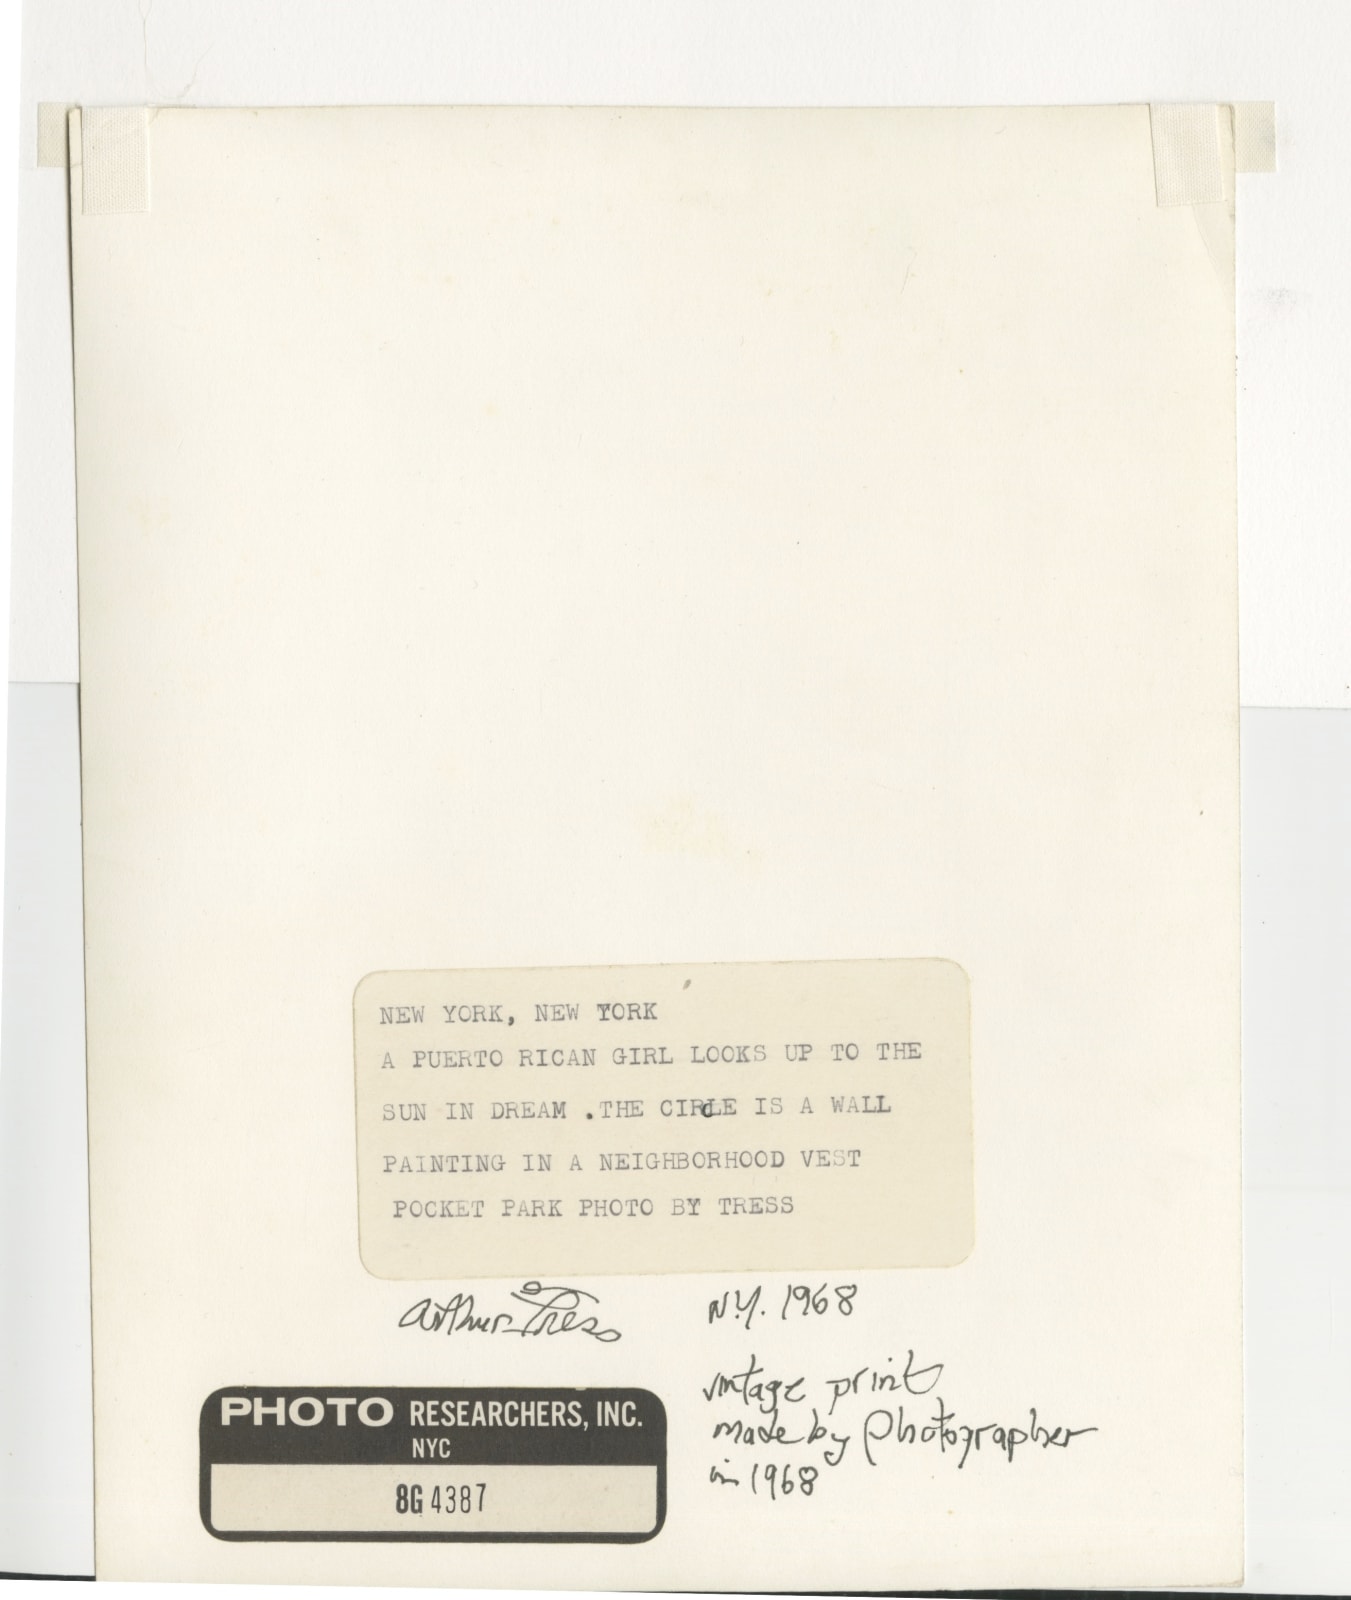 NEW YORK, NEW YORK
A PUERTO RICAN GIRL LOOKS UP TO THE
SUN IN DREAM .THE CIRcLE IS A WALL
PAINTING IN A NEIGHBORHOOD VEST
POCKET PARK PHOTO BY TRESS
Arthur Tress
N.Y. 1968
vintage print
made by photographer
in 1968
PHOTO RESEARCHERS, INC.
NYC
8G 4387